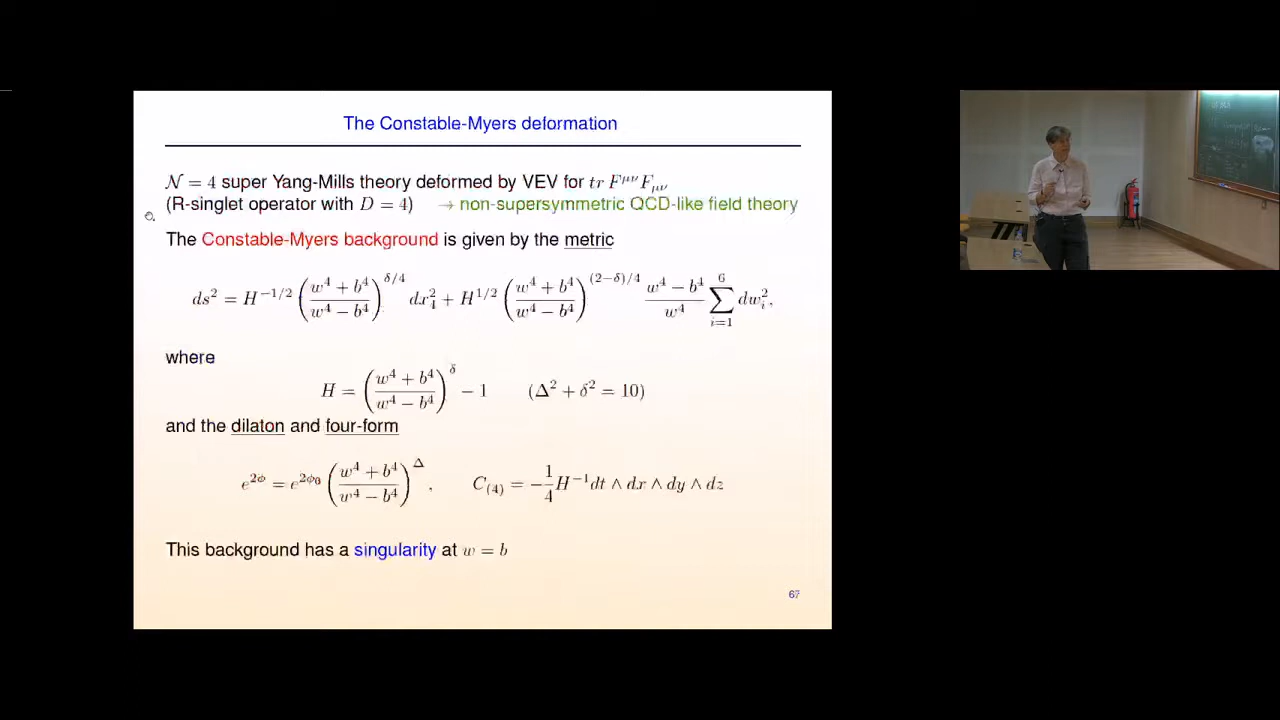 The Constable-Myers deformation
𝒩 = 4 super Yang-Mills theory deformed by VEV for tr F^{μν}F_{μν}
(R-singlet operator with D = 4) → non-supersymmetric QCD-like field theory
The Constable-Myers background is given by the metric
ds² = H^{-1/2} ( (w⁴ + b⁴)/(w⁴ − b⁴) )^{δ/4} dx₄² + H^{1/2} ( (w⁴ + b⁴)/(w⁴ − b⁴) )^{(2−δ)/4} (w⁴ − b⁴)/w⁴ ∑_{i=1}^{6} dw_i²,
where
H = ( (w⁴ + b⁴)/(w⁴ − b⁴) )^δ − 1 (Δ² + δ² = 10)
and the dilaton and four-form
e^{2φ} = e^{2φ₀} ( (w⁴ + b⁴)/(w⁴ − b⁴) )^Δ, C_{(4)} = −1/4 H^{-1} dt ∧ dx ∧ dy ∧ dz
This background has a singularity at w = b
67